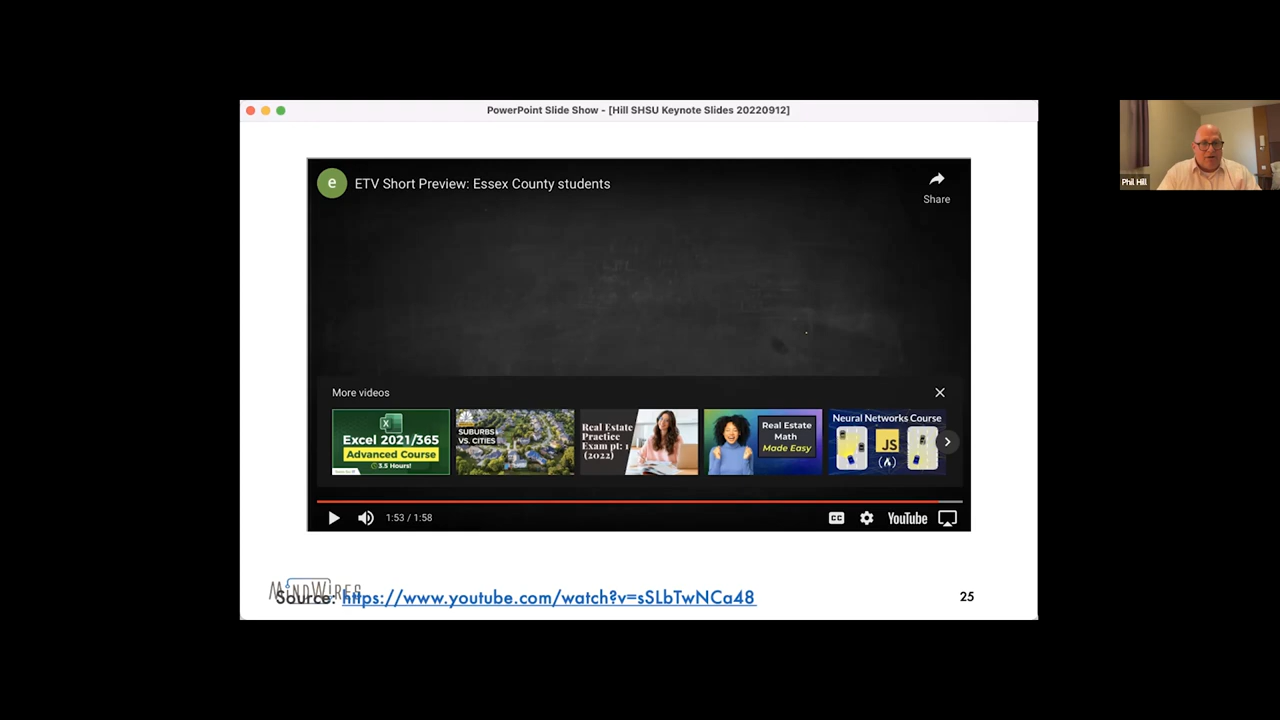 PowerPoint Slide Show - [Hill SHSU Keynote Slides 20220912]
Phil Hill
e
ETV Short Preview: Essex County students
Share
More videos
Excel 2021/365
Advanced Course
3.5 Hours!
SUBURBS
VS. CITIES
Real Estate
Practice
Exam pt: 1
(2022)
Real Estate
Math
Made Easy
Neural Networks Course
JS
1:53 / 1:58
CC
YouTube
MINDWIRES
Source: https://www.youtube.com/watch?v=sSLbTwNCa48
25